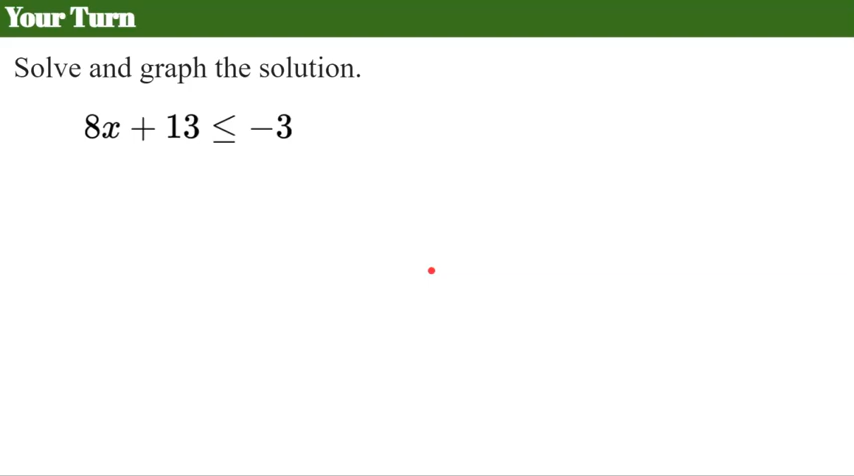 Your Turn
Solve and graph the solution.
8x + 13 ≤ −3